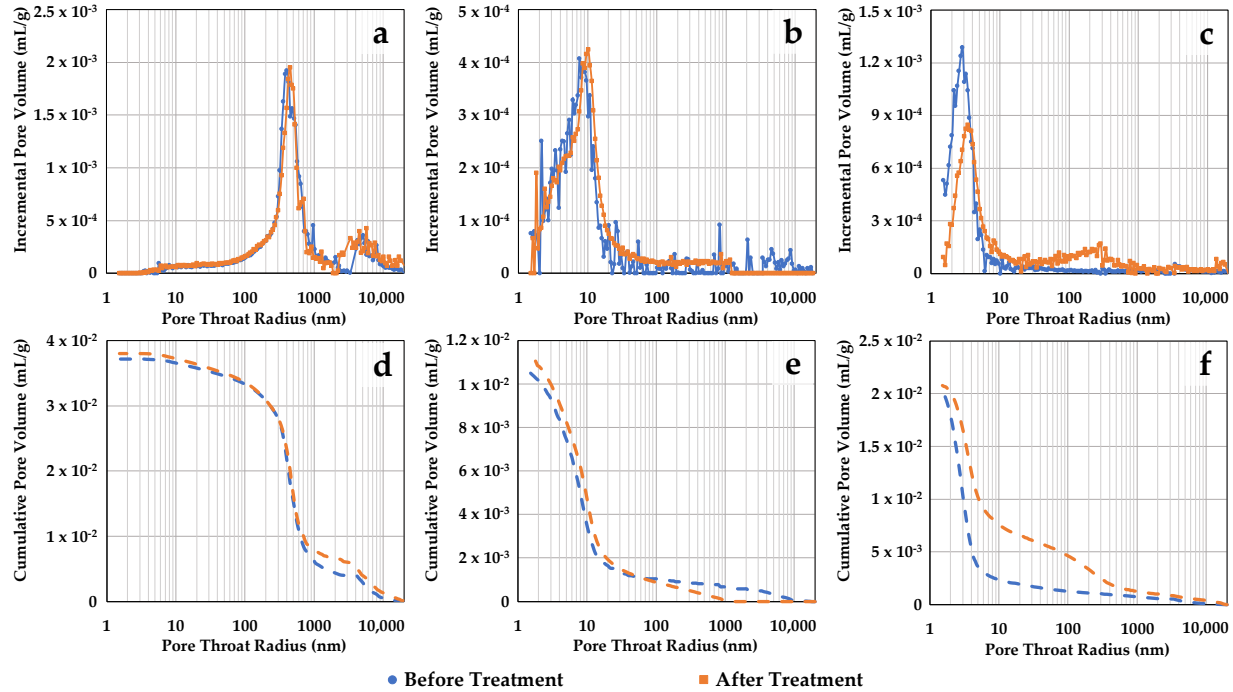 a
Incremental Pore Volume (mL/g)
2.5 x 10⁻³
2 x 10⁻³
1.5 x 10⁻³
1 x 10⁻³
5 x 10⁻⁴
0
1 10 100 1000 10,000
Pore Throat Radius (nm)
b
Incremental Pore Volume (mL/g)
5 x 10⁻⁴
4 x 10⁻⁴
3 x 10⁻⁴
2 x 10⁻⁴
1 x 10⁻⁴
0
1 10 100 1000 10,000
Pore Throat Radius (nm)
c
Incremental Pore Volume (mL/g)
1.5 x 10⁻³
1.2 x 10⁻³
9 x 10⁻⁴
6 x 10⁻⁴
3 x 10⁻⁴
0
1 10 100 1000 10,000
Pore Throat Radius (nm)
d
Cumulative Pore Volume (mL/g)
4 x 10⁻²
3 x 10⁻²
2 x 10⁻²
1 x 10⁻²
0
1 10 100 1000 10,000
Pore Throat Radius (nm)
e
Cumulative Pore Volume (mL/g)
1.2 x 10⁻²
1 x 10⁻²
8 x 10⁻³
6 x 10⁻³
4 x 10⁻³
2 x 10⁻³
0
1 10 100 1000 10,000
Pore Throat Radius (nm)
f
Cumulative Pore Volume (mL/g)
2.5 x 10⁻²
2 x 10⁻²
1.5 x 10⁻²
1 x 10⁻²
5 x 10⁻³
0
1 10 100 1000 10,000
Pore Throat Radius (nm)
Before Treatment
After Treatment